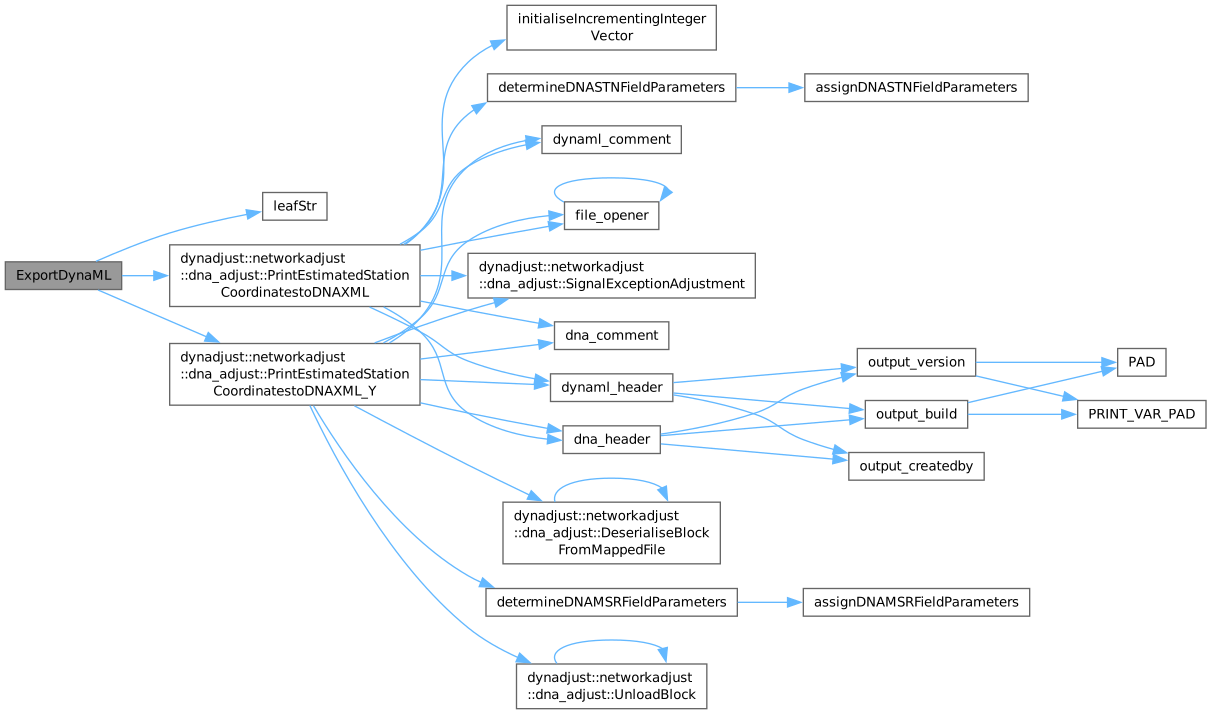 initialiseIncrementingInteger
Vector
determineDNASTNFieldParameters
assignDNASTNFieldParameters
dynaml_comment
leafStr
file_opener
ExportDynaML
dynadjust::networkadjust
::dna_adjust::PrintEstimatedStation
CoordinatestoDNAXML
dynadjust::networkadjust
::dna_adjust::SignalExceptionAdjustment
dna_comment
dynadjust::networkadjust
::dna_adjust::PrintEstimatedStation
CoordinatestoDNAXML_Y
dynaml_header
output_version
PAD
dna_header
output_build
PRINT_VAR_PAD
output_createdby
dynadjust::networkadjust
::dna_adjust::DeserialiseBlock
FromMappedFile
determineDNAMSRFieldParameters
assignDNAMSRFieldParameters
dynadjust::networkadjust
::dna_adjust::UnloadBlock